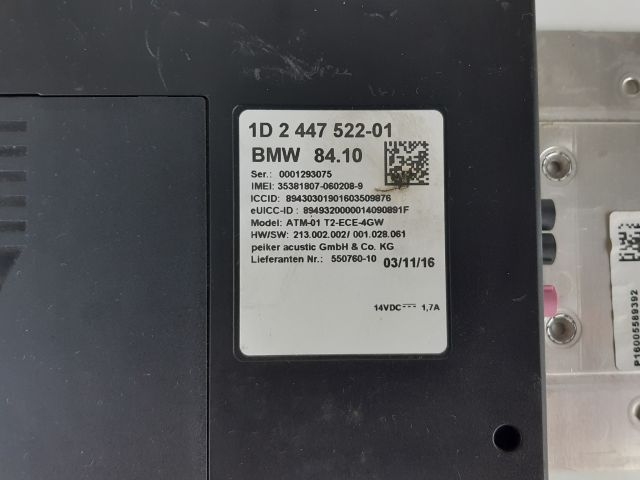 1D 2 447 522-01
BMW 84.10
Ser.: 0001293075
IMEI: 35381807-060208-9
ICCID: 89430301901603509876
eUICC-ID : 8949320000014090891F
Model: ATM-01 T2-ECE-4GW
HW/SW: 213.002.002/ 001.028.061
peiker acustic GmbH & Co. KG
Lieferanten Nr.: 550760-10 03/11/16
14VDC⎓ 1,7A
P16005589392